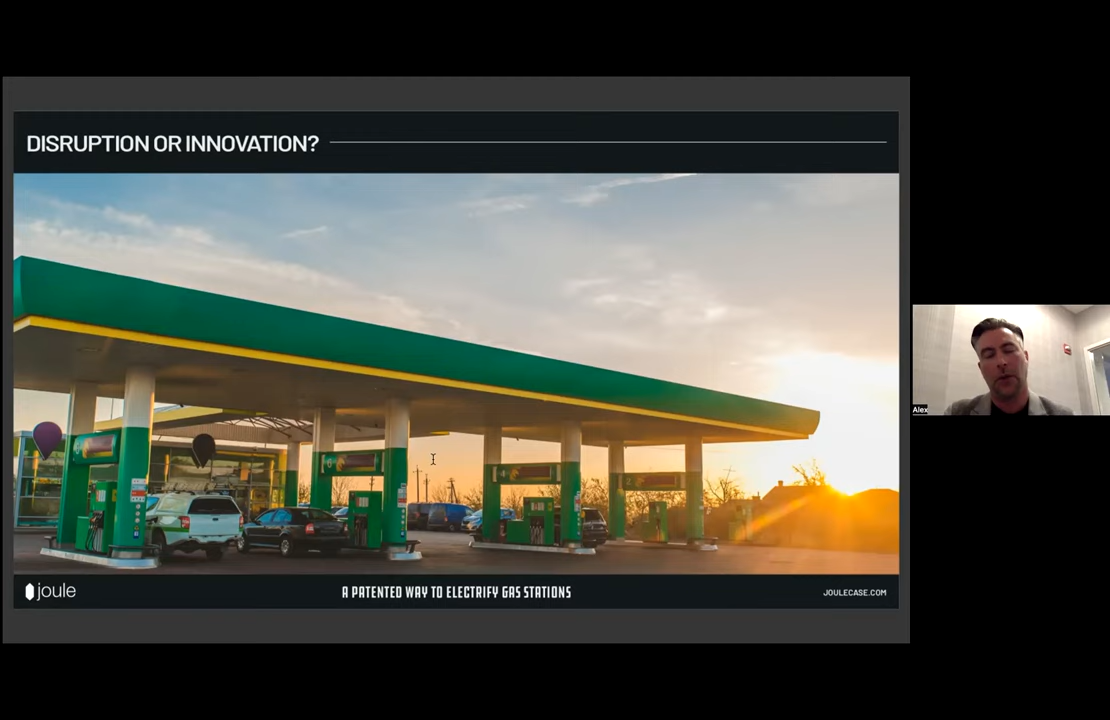 DISRUPTION OR INNOVATION?
joule
A PATENTED WAY TO ELECTRIFY GAS STATIONS
JOULECASE.COM
Alex